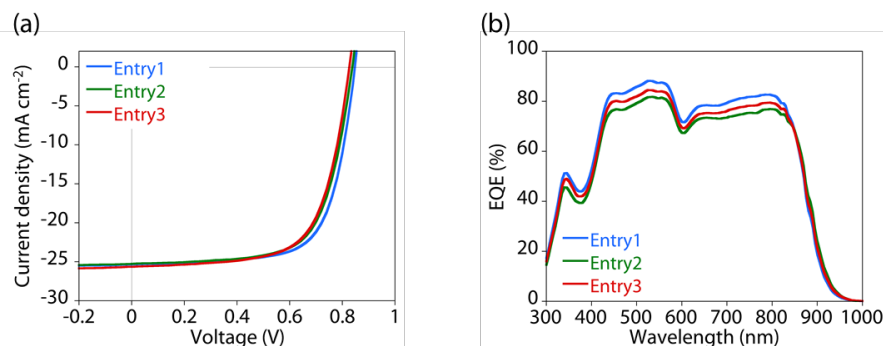 (a)
0
-5
-10
-15
-20
-25
-30
Current density (mA cm⁻²)
Entry1
Entry2
Entry3
-0.2 0 0.2 0.4 0.6 0.8 1
Voltage (V)
(b)
100
80
60
40
20
0
EQE (%)
Entry1
Entry2
Entry3
300 400 500 600 700 800 900 1000
Wavelength (nm)